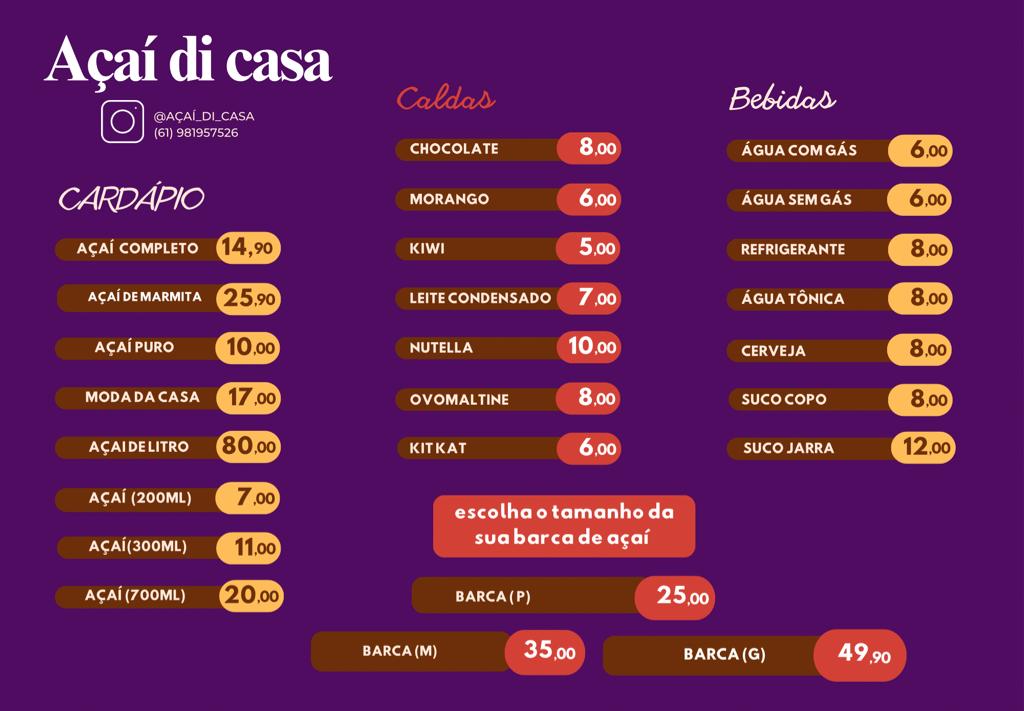 Açaí di casa
@AÇAÍ_DI_CASA
(61) 981957526
CARDÁPIO
AÇAÍ COMPLETO 14,90
AÇAÍ DE MARMITA 25,90
AÇAÍ PURO 10,00
MODA DA CASA 17,00
AÇAI DE LITRO 80,00
AÇAÍ (200ML) 7,00
AÇAÍ(300ML) 11,00
AÇAÍ (700ML) 20,00
Caldas
CHOCOLATE 8,00
MORANGO 6,00
KIWI 5,00
LEITE CONDENSADO 7,00
NUTELLA 10,00
OVOMALTINE 8,00
KITKAT 6,00
Bebidas
ÁGUA COM GÁS 6,00
ÁGUA SEM GÁS 6,00
REFRIGERANTE 8,00
ÁGUA TÔNICA 8,00
CERVEJA 8,00
SUCO COPO 8,00
SUCO JARRA 12,00
escolha o tamanho da
sua barca de açaí
BARCA ( P) 25,00
BARCA (M) 35,00
BARCA (G) 49,90